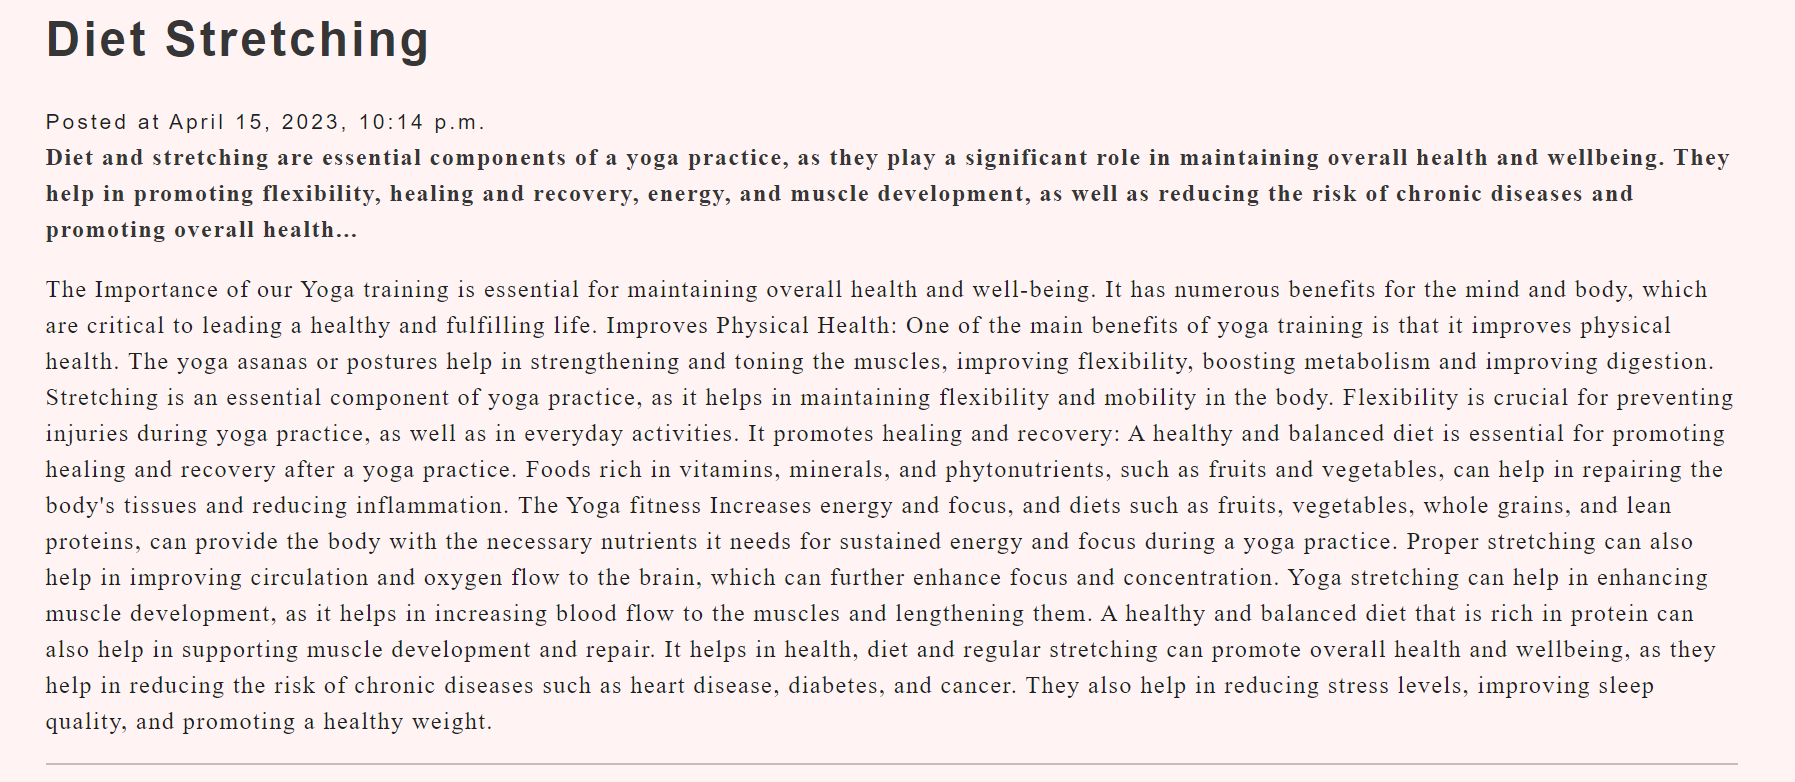 Diet Stretching
Posted at April 15, 2023, 10:14 p.m.
Diet and stretching are essential components of a yoga practice, as they play a significant role in maintaining overall health and wellbeing. They
help in promoting flexibility, healing and recovery, energy, and muscle development, as well as reducing the risk of chronic diseases and
promoting overall health...
The Importance of our Yoga training is essential for maintaining overall health and well-being. It has numerous benefits for the mind and body, which
are critical to leading a healthy and fulfilling life. Improves Physical Health: One of the main benefits of yoga training is that it improves physical
health. The yoga asanas or postures help in strengthening and toning the muscles, improving flexibility, boosting metabolism and improving digestion.
Stretching is an essential component of yoga practice, as it helps in maintaining flexibility and mobility in the body. Flexibility is crucial for preventing
injuries during yoga practice, as well as in everyday activities. It promotes healing and recovery: A healthy and balanced diet is essential for promoting
healing and recovery after a yoga practice. Foods rich in vitamins, minerals, and phytonutrients, such as fruits and vegetables, can help in repairing the
body's tissues and reducing inflammation. The Yoga fitness Increases energy and focus, and diets such as fruits, vegetables, whole grains, and lean
proteins, can provide the body with the necessary nutrients it needs for sustained energy and focus during a yoga practice. Proper stretching can also
help in improving circulation and oxygen flow to the brain, which can further enhance focus and concentration. Yoga stretching can help in enhancing
muscle development, as it helps in increasing blood flow to the muscles and lengthening them. A healthy and balanced diet that is rich in protein can
also help in supporting muscle development and repair. It helps in health, diet and regular stretching can promote overall health and wellbeing, as they
help in reducing the risk of chronic diseases such as heart disease, diabetes, and cancer. They also help in reducing stress levels, improving sleep
quality, and promoting a healthy weight.